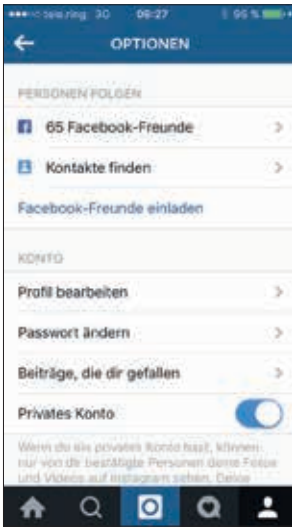 tele.ring 3G 09:27 95 %
OPTIONEN
PERSONEN FOLGEN
65 Facebook-Freunde
Kontakte finden
Facebook-Freunde einladen
KONTO
Profil bearbeiten
Passwort ändern
Beiträge, die dir gefallen
Privates Konto
Wenn du ein privates Konto hast, können
nur von dir bestätigte Personen deine Fotos
und Videos auf Instagram sehen. Deine